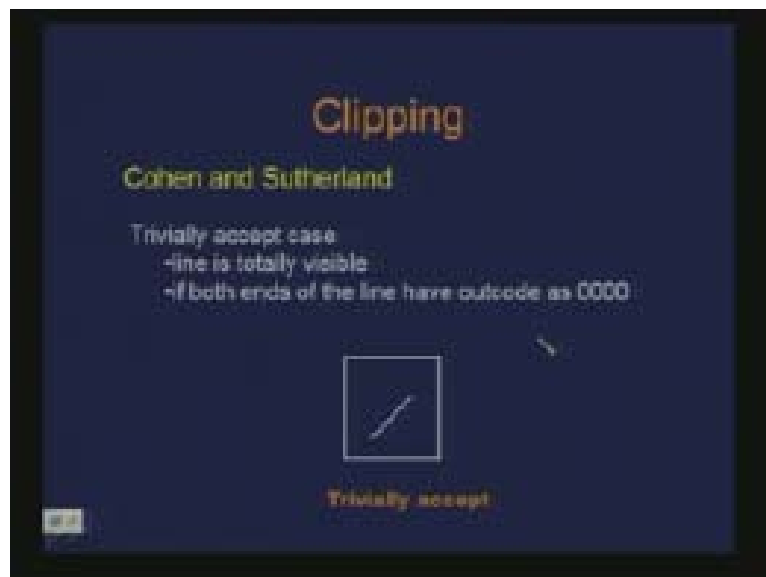 Clipping
Cohen and Sutherland
Trivially accept case
-line is totally visible
-if both ends of the line have outcode as 0000
Trivially accept